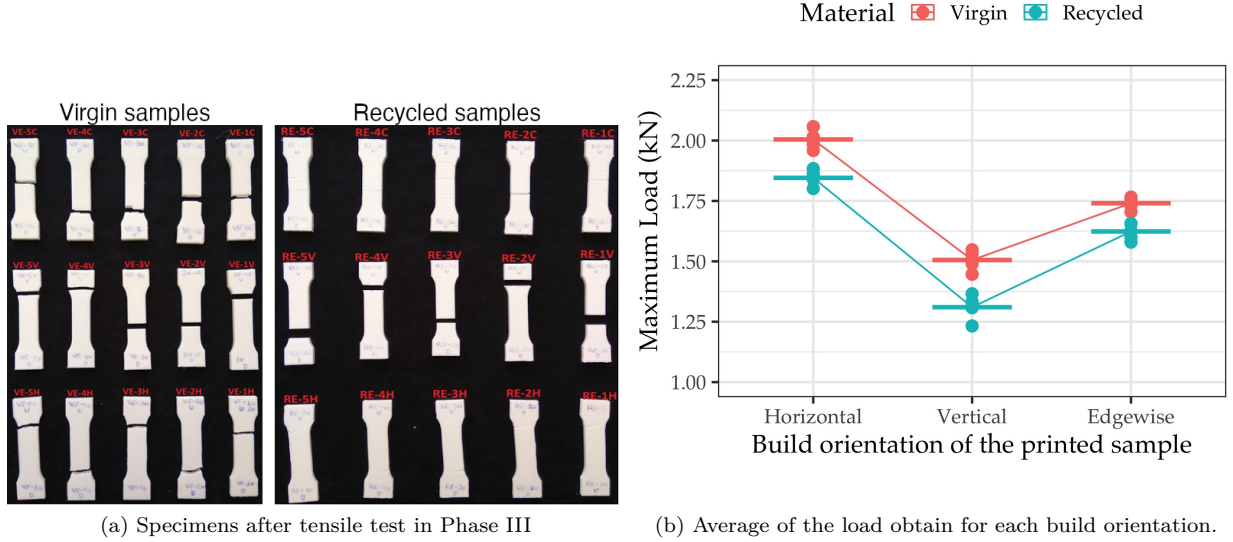 Virgin samples
VE-5C VE-4C VE-3C VE-2C VE-1C
VE-5V VE-4V VE-3V VE-2V VE-1V
VE-5H VE-4H VE-3H VE-2H VE-1H
Recycled samples
RE-5C RE-4C RE-3C RE-2C RE-1C
RE-5V RE-4V RE-3V RE-2V RE-1V
RE-5H RE-4H RE-3H RE-2H RE-1H
(a) Specimens after tensile test in Phase III
Material Virgin Recycled
Maximum Load (kN)
2.25
2.00
1.75
1.50
1.25
1.00
Horizontal Vertical Edgewise
Build orientation of the printed sample
(b) Average of the load obtain for each build orientation.